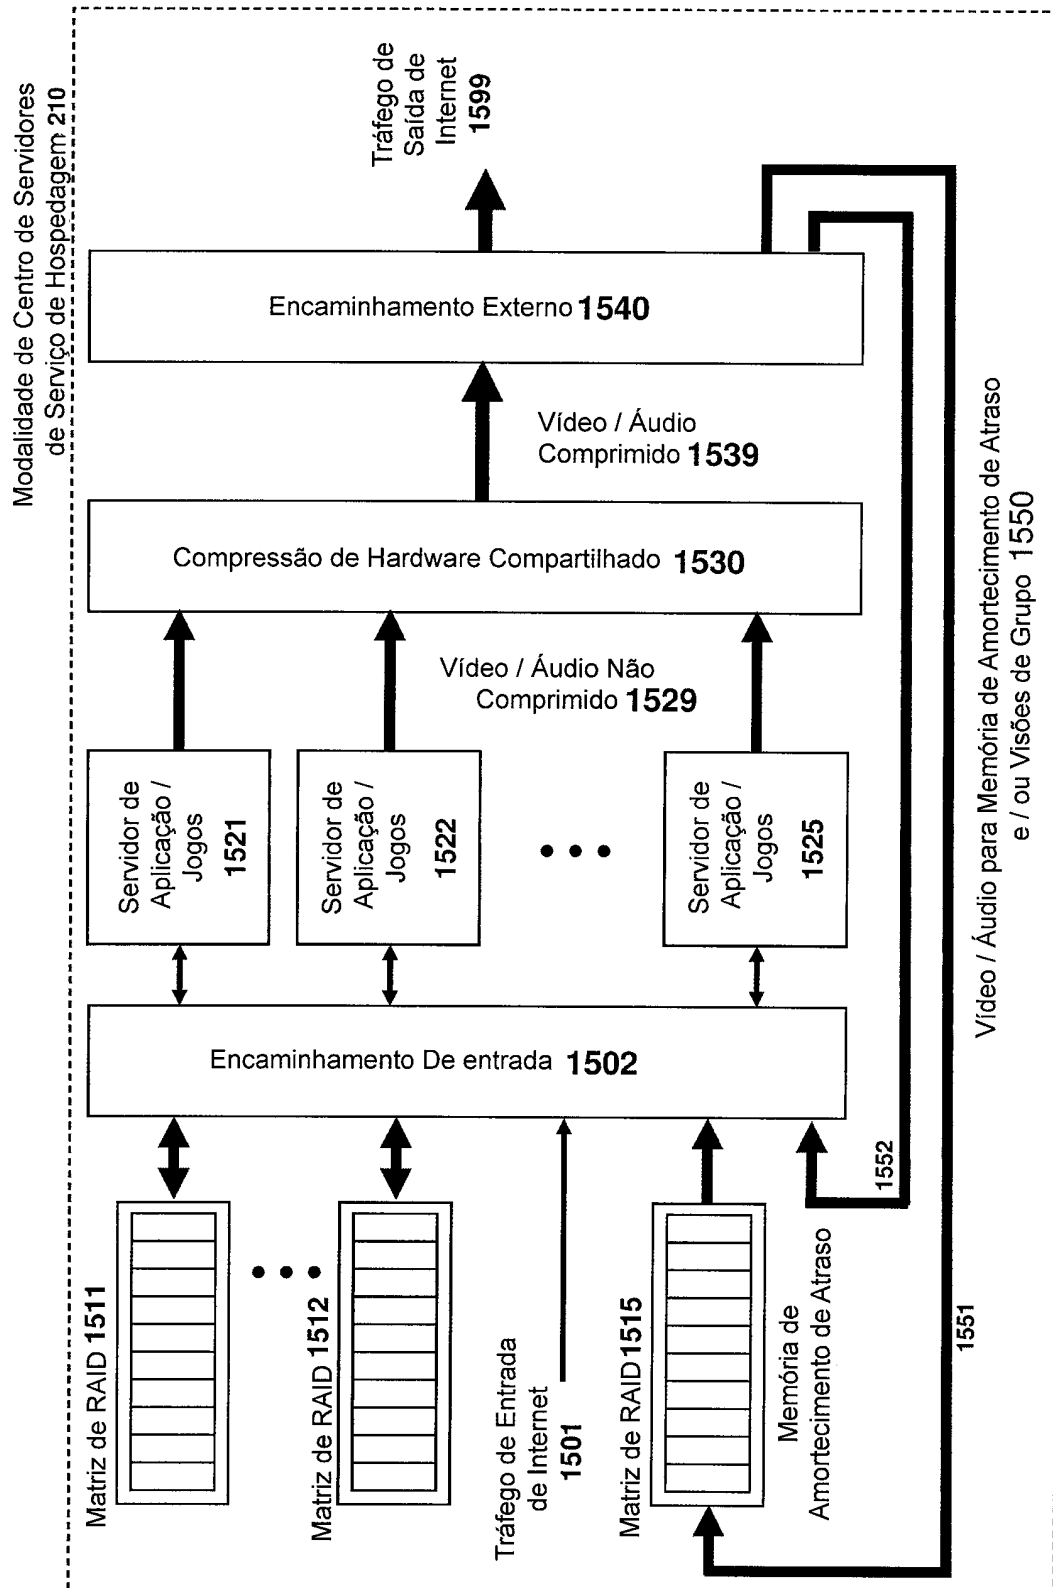 Modalidade de Centro de Servidores
de Serviço de Hospedagem 210
Matriz de RAID 1511
Matriz de RAID 1512
Tráfego de Entrada
de Internet
1501
Matriz de RAID 1515
Memória de
Amortecimento de Atraso
Encaminhamento De entrada 1502
Servidor de
Aplicação /
Jogos
1521
Servidor de
Aplicação /
Jogos
1522
Servidor de
Aplicação /
Jogos
1525
Vídeo / Áudio Não
Comprimido 1529
Compressão de Hardware Compartilhado 1530
Vídeo / Áudio
Comprimido 1539
Encaminhamento Externo 1540
Tráfego de
Saída de
Internet
1599
1552
1551
Vídeo / Áudio para Memória de Amortecimento de Atraso
e / ou Visões de Grupo 1550